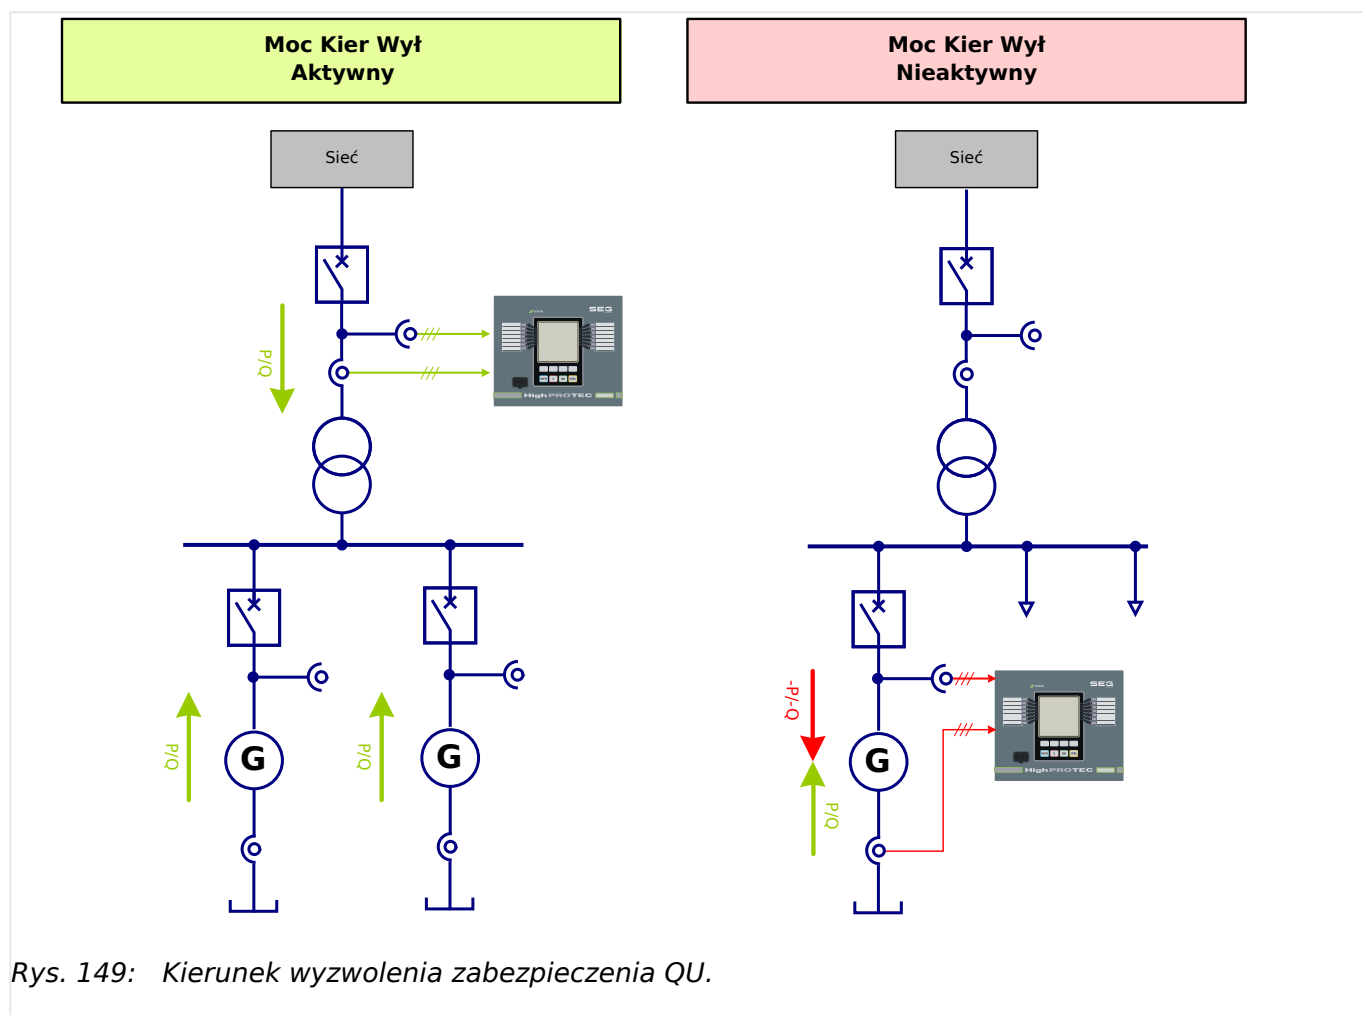 Moc Kier Wył
Aktywny
Moc Kier Wył
Nieaktywny
Sieć
Sieć
P/Q
SEG
HighPROTEC
P/Q
G
P/Q
G
-P/-Q
P/Q
G
SEG
HighPROTEC
Rys. 149: Kierunek wyzwolenia zabezpieczenia QU.